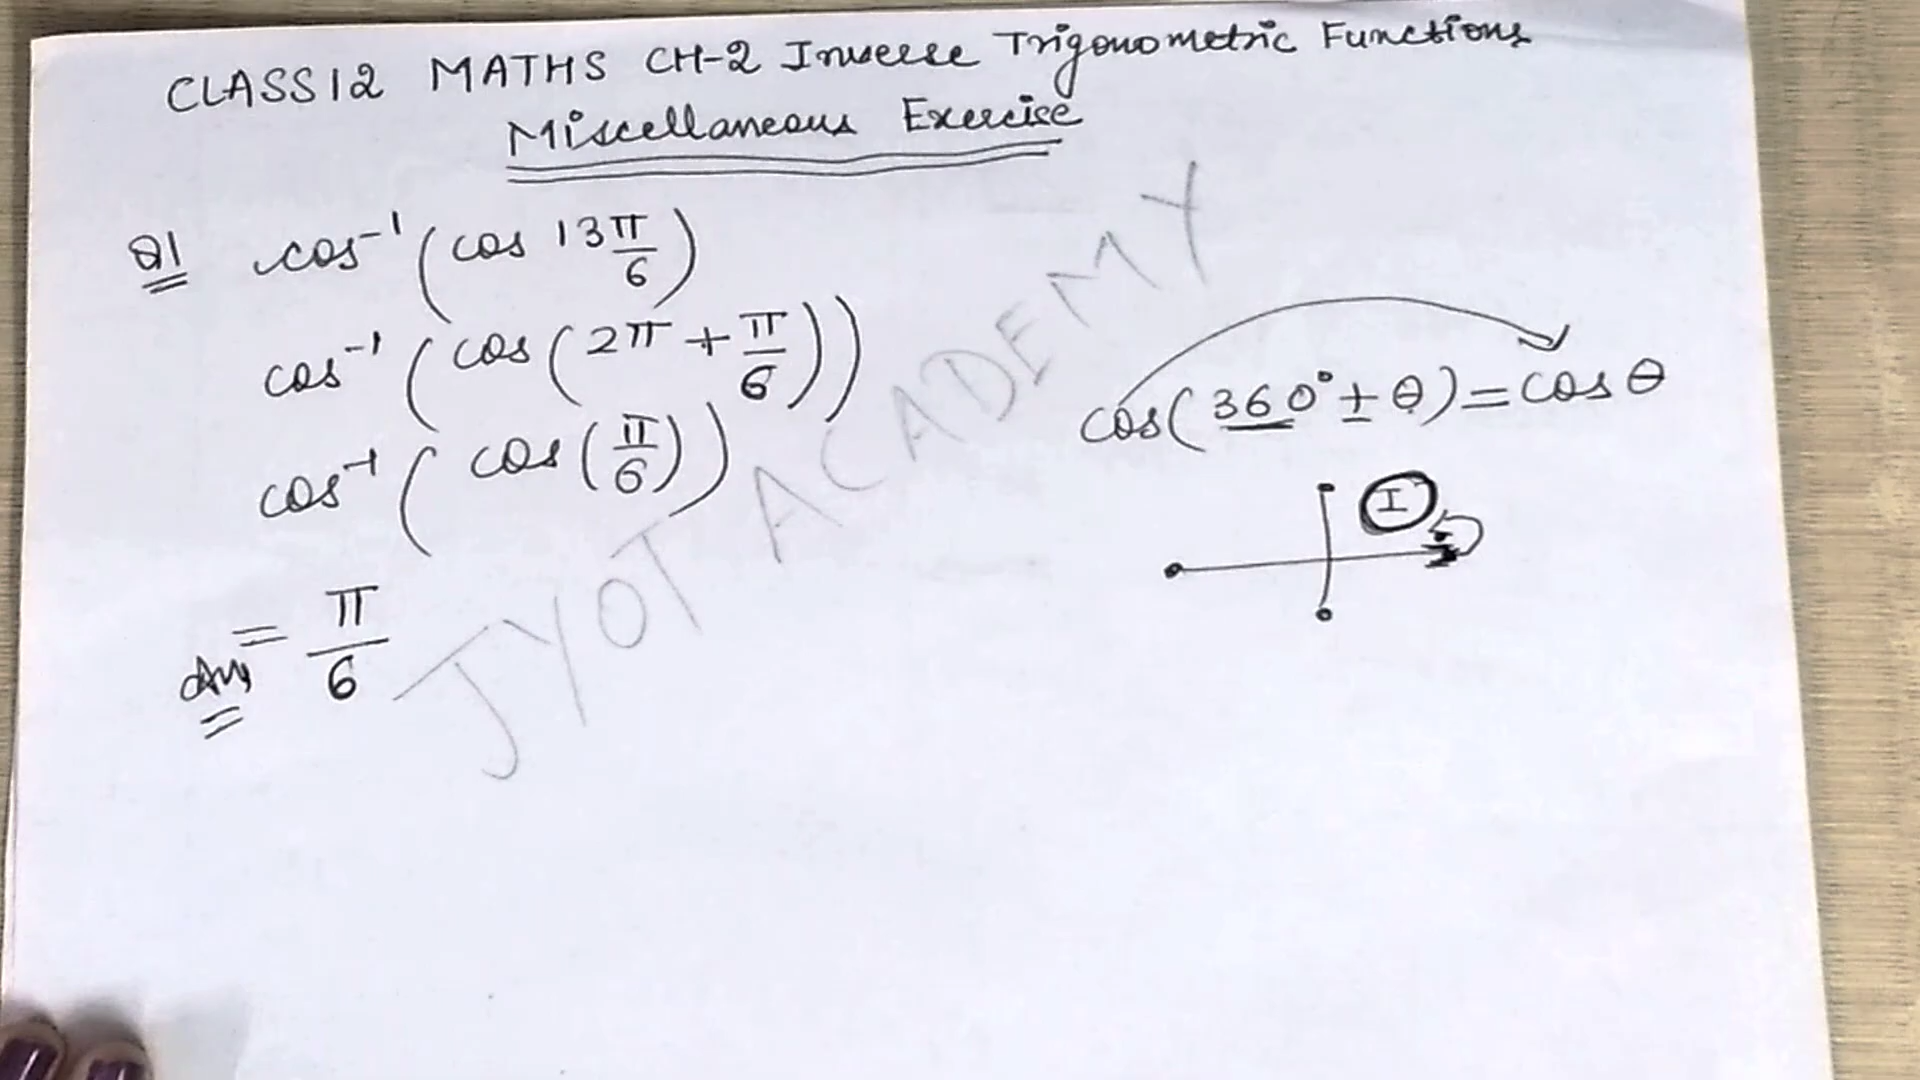 CLASS 12 MATHS CH-2 Inverse Trigonometric Functions
Miscellaneous Exercise
Q1 cos⁻¹(cos 13π/6)
cos⁻¹(cos(2π + π/6))
cos⁻¹(cos(π/6))
= π/6
Ans
cos(360° ± θ) = cos θ
I
JYOT ACADEMY